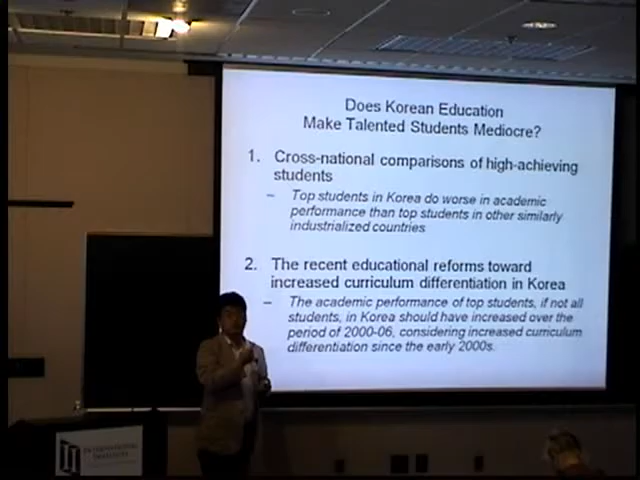 Does Korean Education
Make Talented Students Mediocre?
1. Cross-national comparisons of high-achieving
students
– Top students in Korea do worse in academic
performance than top students in other similarly
industrialized countries
2. The recent educational reforms toward
increased curriculum differentiation in Korea
– The academic performance of top students, if not all
students, in Korea should have increased over the
period of 2000-06, considering increased curriculum
differentiation since the early 2000s.
INTERNATIONAL
INSTITUTE